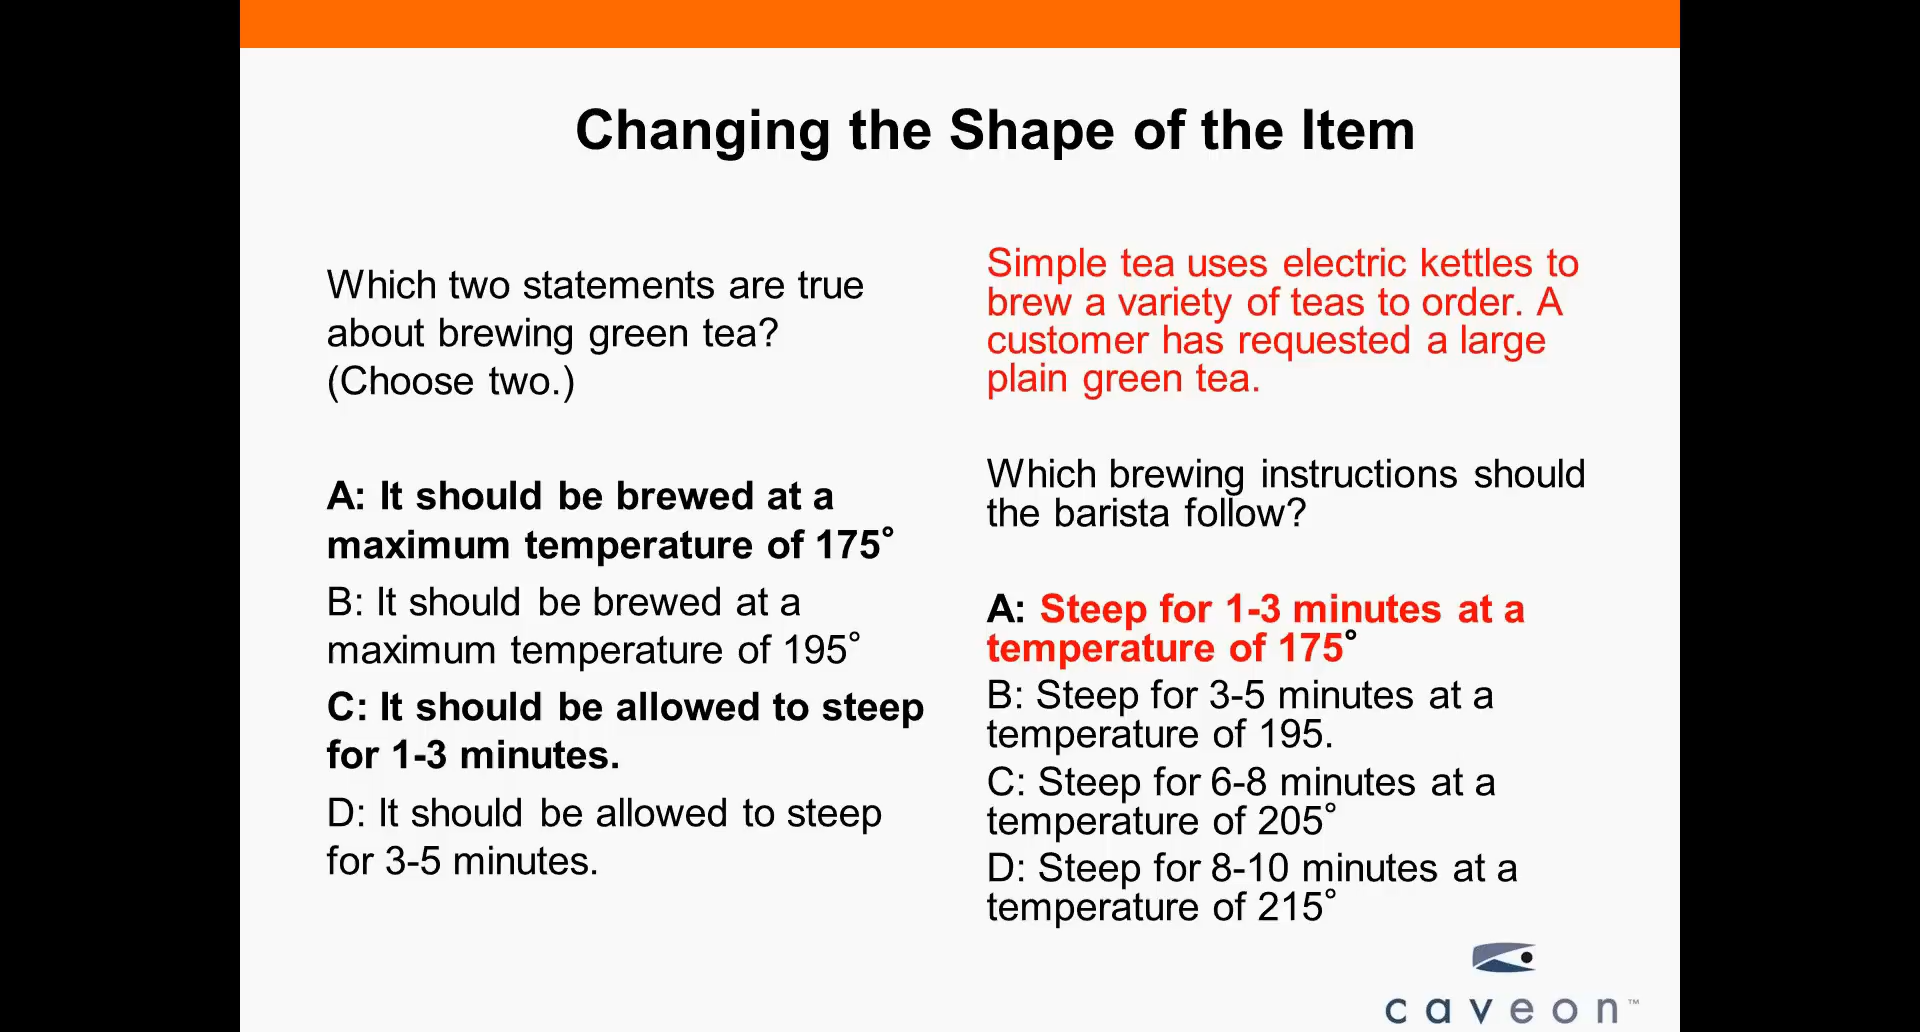 Changing the Shape of the Item
Which two statements are true
about brewing green tea?
(Choose two.)
A: It should be brewed at a
maximum temperature of 175˚
B: It should be brewed at a
maximum temperature of 195˚
C: It should be allowed to steep
for 1-3 minutes.
D: It should be allowed to steep
for 3-5 minutes.
Simple tea uses electric kettles to
brew a variety of teas to order. A
customer has requested a large
plain green tea.
Which brewing instructions should
the barista follow?
A: Steep for 1-3 minutes at a
temperature of 175˚
B: Steep for 3-5 minutes at a
temperature of 195.
C: Steep for 6-8 minutes at a
temperature of 205˚
D: Steep for 8-10 minutes at a
temperature of 215˚
caveon™